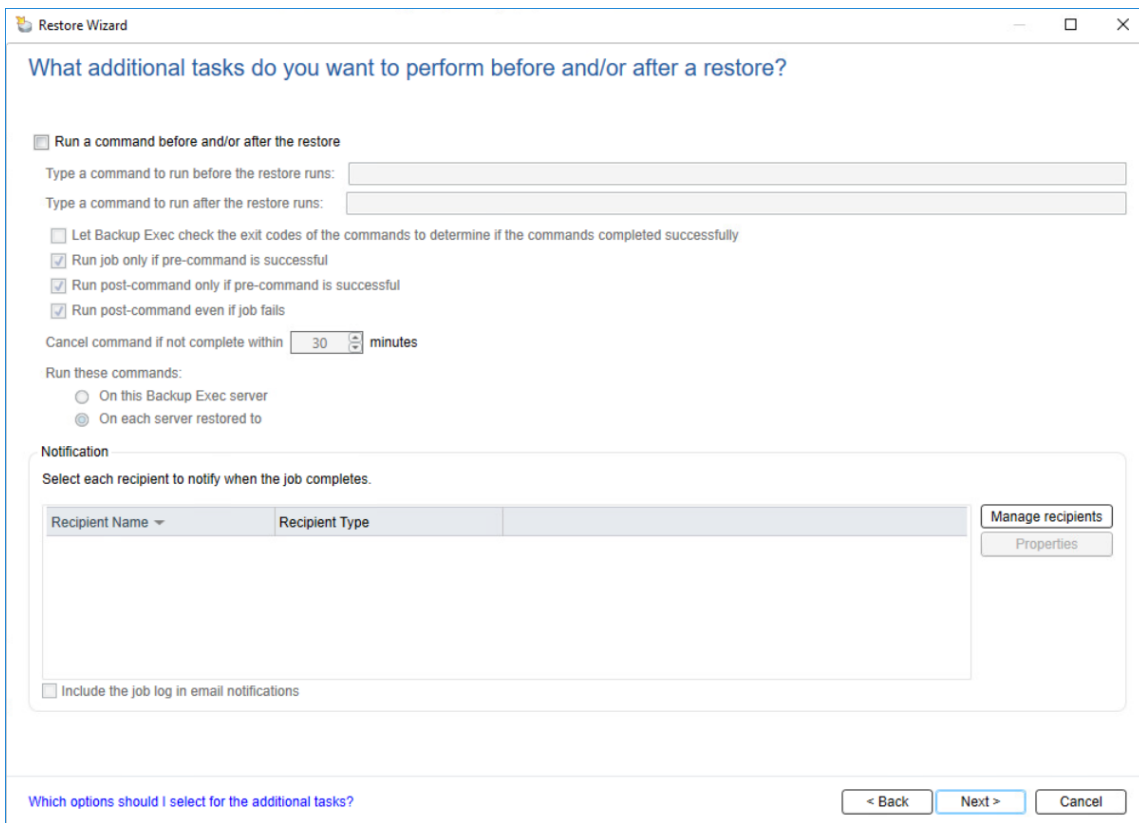 Restore Wizard
What additional tasks do you want to perform before and/or after a restore?
Run a command before and/or after the restore
Type a command to run before the restore runs:
Type a command to run after the restore runs:
Let Backup Exec check the exit codes of the commands to determine if the commands completed successfully
Run job only if pre-command is successful
Run post-command only if pre-command is successful
Run post-command even if job fails
Cancel command if not complete within 30 minutes
Run these commands:
On this Backup Exec server
On each server restored to
Notification
Select each recipient to notify when the job completes.
Recipient Name Recipient Type
Manage recipients
Properties
Include the job log in email notifications
Which options should I select for the additional tasks?
< Back Next > Cancel